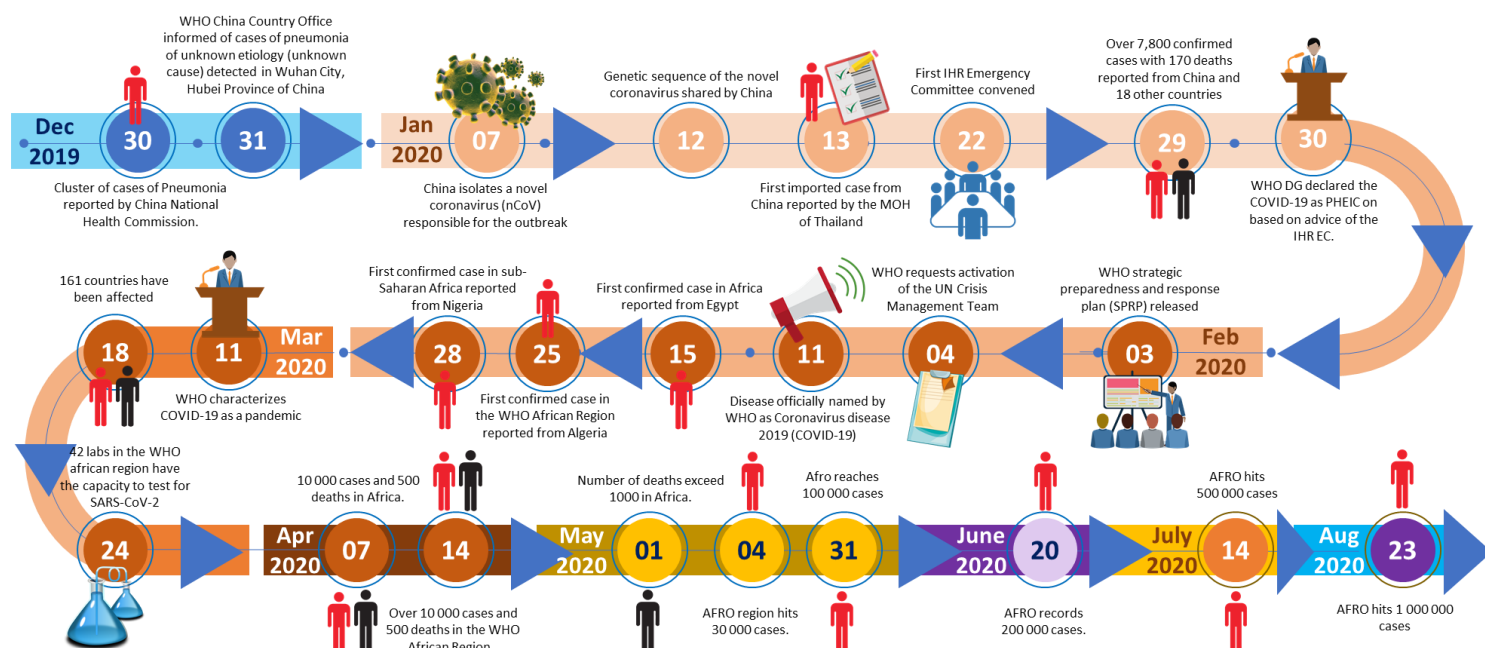 WHO China Country Office
informed of cases of pneumonia
of unknown etiology (unknown
cause) detected in Wuhan City,
Hubei Province of China
Genetic sequence of the novel
coronavirus shared by China
First IHR Emergency
Committee convened
Over 7,800 confirmed
cases with 170 deaths
reported from China and
18 other countries
Dec
2019
30
31
Jan
2020
07
12
13
22
29
30
Cluster of cases of Pneumonia
reported by China National
Health Commission.
China isolates a novel
coronavirus (nCoV)
responsible for the outbreak
First imported case from
China reported by the MOH
of Thailand
WHO DG declared the
COVID-19 as PHEIC on
based on advice of the
IHR EC.
161 countries have
been affected
First confirmed case in sub-
Saharan Africa reported
from Nigeria
First confirmed case in Africa
reported from Egypt
WHO requests activation
of the UN Crisis
Management Team
WHO strategic
preparedness and response
plan (SPRP) released
18
11
Mar
2020
28
25
15
11
04
03
Feb
2020
WHO characterizes
COVID-19 as a pandemic
First confirmed case in
the WHO African Region
reported from Algeria
Disease officially named by
WHO as Coronavirus disease
2019 (COVID-19)
42 labs in the WHO
african region have
the capacity to test for
SARS-CoV-2
10 000 cases and 500
deaths in Africa.
Number of deaths exceed
1000 in Africa.
Afro reaches
100 000 cases
AFRO hits
500 000 cases
24
Apr
2020
07
14
May
2020
01
04
31
June
2020
20
July
2020
14
Aug
2020
23
Over 10 000 cases and
500 deaths in the WHO
African Region
AFRO region hits
30 000 cases.
AFRO records
200 000 cases.
AFRO hits 1 000 000
cases